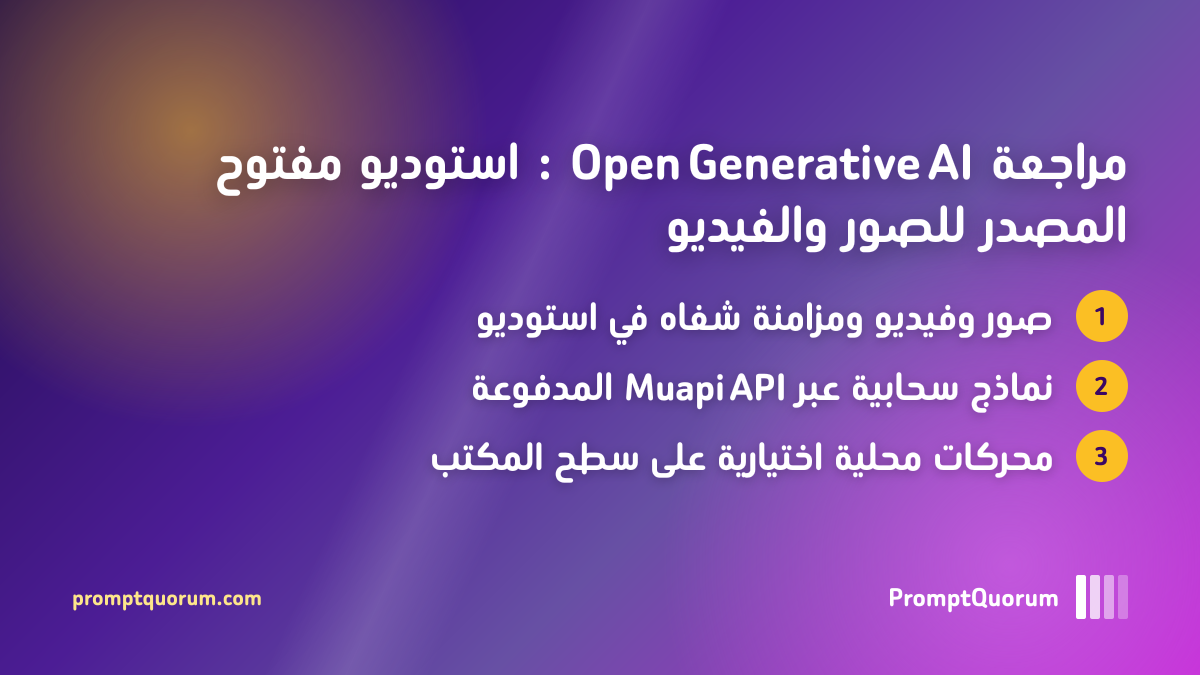 مراجعة Open Generative AI : استوديو مفتوح
المصدر للصور والفيديو
1 صور وفيديو ومزامنة شفاه في استوديو
2 نماذج سحابية عبر Muapi API المدفوعة
3 محركات محلية اختيارية على سطح المكتب
PromptQuorum
promptquorum.com